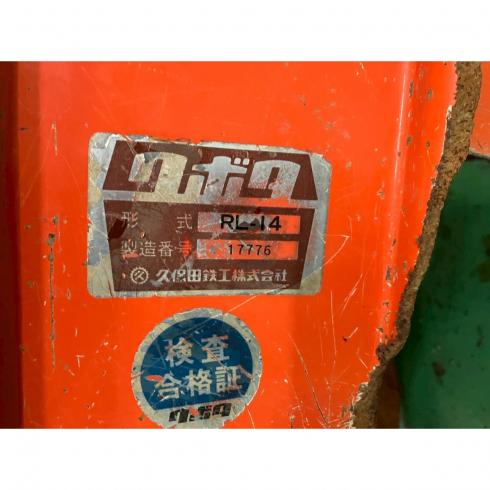 クボタ
形 式 RL-14
製造番号 17776
久保田鉄工株式会社
検査
合格証
クボタ